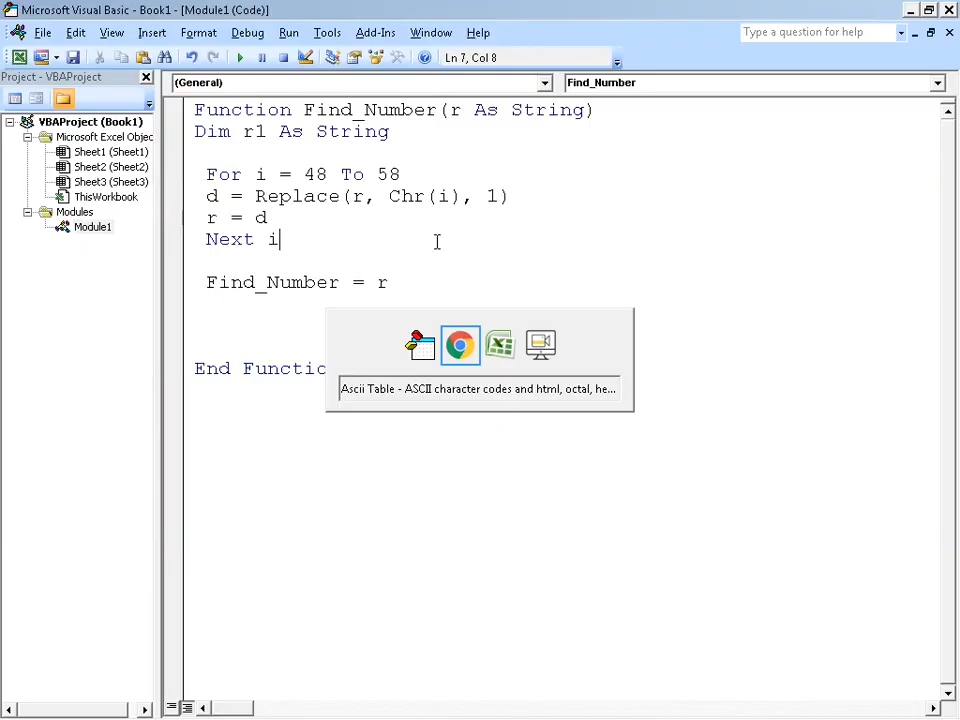 Microsoft Visual Basic - Book1 - [Module1 (Code)]
File Edit View Insert Format Debug Run Tools Add-Ins Window Help
Type a question for help
Ln 7, Col 8
Project - VBAProject
(General)
Find_Number
VBAProject (Book1)
Microsoft Excel Objec
Sheet1 (Sheet1)
Sheet2 (Sheet2)
Sheet3 (Sheet3)
ThisWorkbook
Modules
Module1
Function Find_Number(r As String)
Dim r1 As String
For i = 48 To 58
d = Replace(r, Chr(i), 1)
r = d
Next i
Find_Number = r
End Functio
Ascii Table - ASCII character codes and html, octal, he...